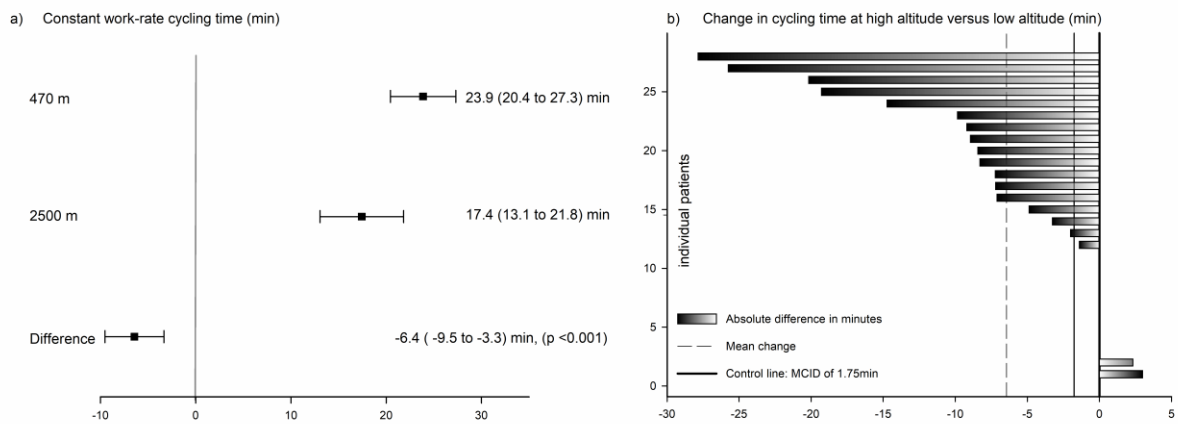 a) Constant work-rate cycling time (min)
470 m
23.9 (20.4 to 27.3) min
2500 m
17.4 (13.1 to 21.8) min
Difference
-6.4 ( -9.5 to -3.3) min, (p <0.001)
-10 0 10 20 30
b) Change in cycling time at high altitude versus low altitude (min)
25
20
15
10
5
0
individual patients
Absolute difference in minutes
Mean change
Control line: MCID of 1.75min
-30 -25 -20 -15 -10 -5 0 5